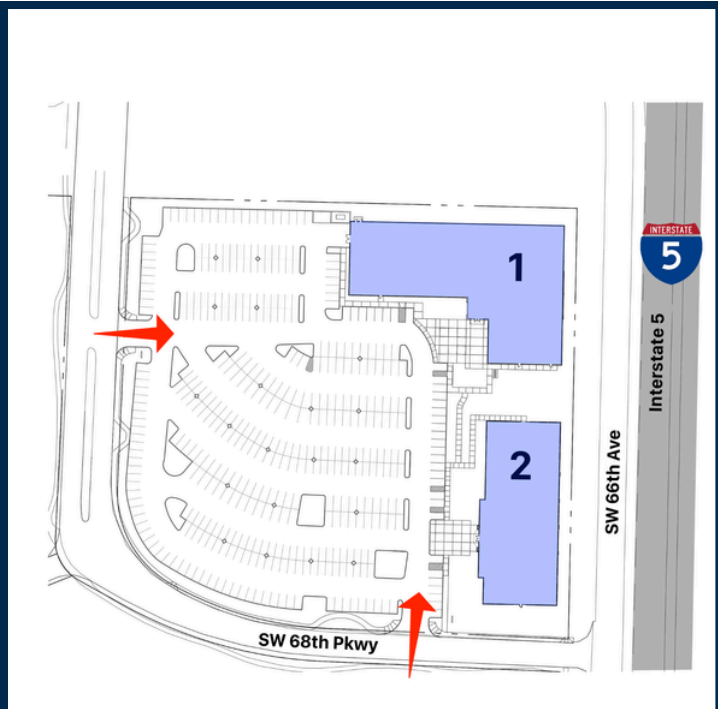 1
INTERSTATE
5
Interstate 5
2
SW 66th Ave
SW 68th Pkwy